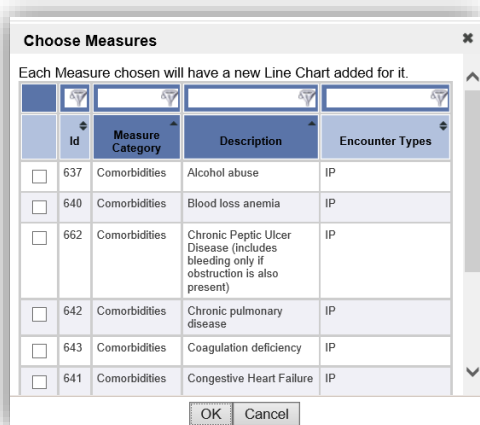 Choose Measures
Each Measure chosen will have a new Line Chart added for it.
Id Measure Category Description Encounter Types
637 Comorbidities Alcohol abuse IP
640 Comorbidities Blood loss anemia IP
662 Comorbidities Chronic Peptic Ulcer IP
Disease (includes
bleeding only if
obstruction is also
present)
642 Comorbidities Chronic pulmonary IP
disease
643 Comorbidities Coagulation deficiency IP
641 Comorbidities Congestive Heart Failure IP
OK Cancel